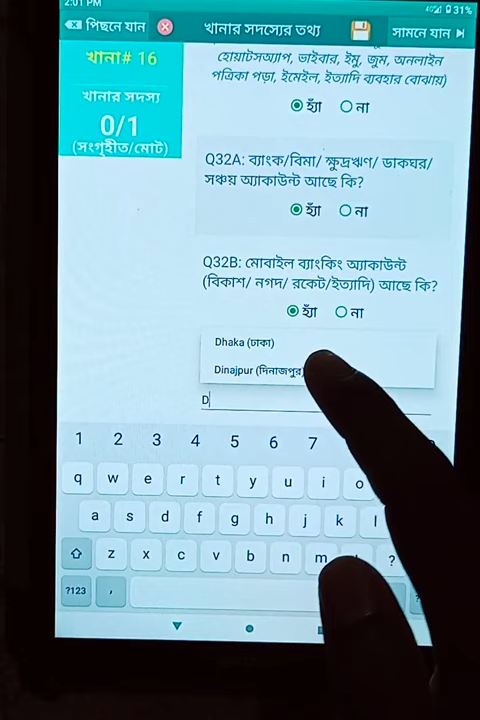 2:01 PM
4G 31%
পিছনে যান
খানার সদস্যের তথ্য
সামনে যান
খানা# 16
খানার সদস্য
0/1
(সংগৃহীত/মোট)
হোয়াটসঅ্যাপ, ভাইবার, ইমু, জুম, অনলাইন
পত্রিকা পড়া, ইমেইল, ইত্যাদি ব্যবহার বোঝায়)
হ্যাঁ না
Q32A: ব্যাংক/বিমা/ ক্ষুদ্রঋণ/ ডাকঘর/
সঞ্চয় অ্যাকাউন্ট আছে কি?
হ্যাঁ না
Q32B: মোবাইল ব্যাংকিং অ্যাকাউন্ট
(বিকাশ/ নগদ/ রকেট/ইত্যাদি) আছে কি?
হ্যাঁ না
Dhaka (ঢাকা)
Dinajpur (দিনাজপুর)
D
1 2 3 4 5 6 7
q w e r t y u i o
a s d f g h j k l
z x c v b n m ?
?123 ,